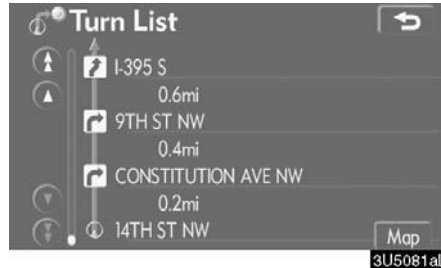 Turn List
I-395 S
0.6mi
9TH ST NW
0.4mi
CONSTITUTION AVE NW
0.2mi
14TH ST NW
Map
3U5081al